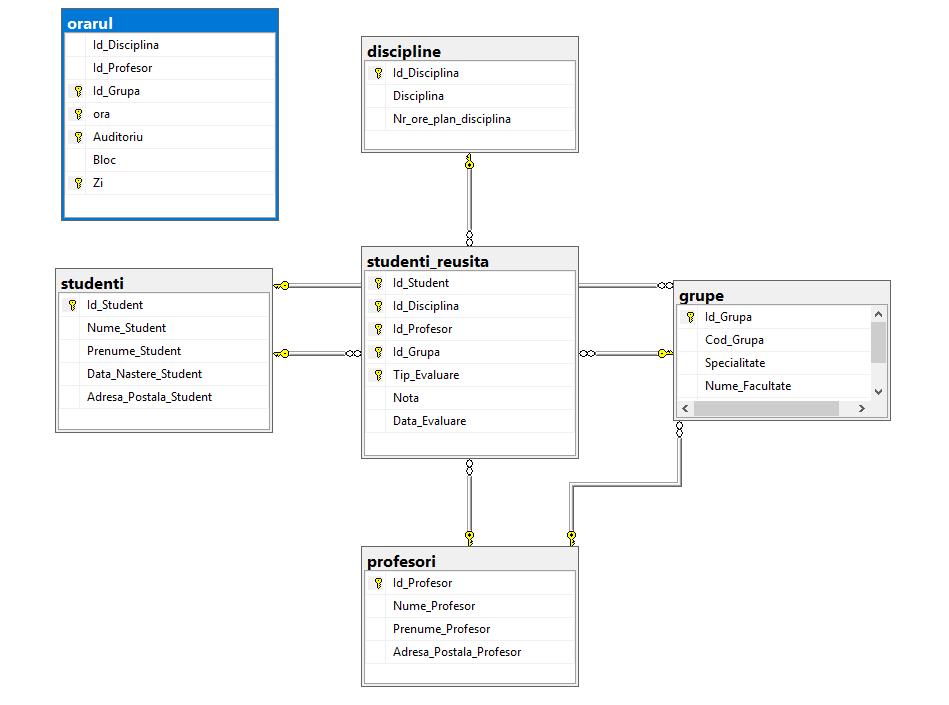 orarul
Id_Disciplina
Id_Profesor
Id_Grupa
ora
Auditoriu
Bloc
Zi
discipline
Id_Disciplina
Disciplina
Nr_ore_plan_disciplina
studenti
Id_Student
Nume_Student
Prenume_Student
Data_Nastere_Student
Adresa_Postala_Student
studenti_reusita
Id_Student
Id_Disciplina
Id_Profesor
Id_Grupa
Tip_Evaluare
Nota
Data_Evaluare
grupe
Id_Grupa
Cod_Grupa
Specialitate
Nume_Facultate
profesori
Id_Profesor
Nume_Profesor
Prenume_Profesor
Adresa_Postala_Profesor